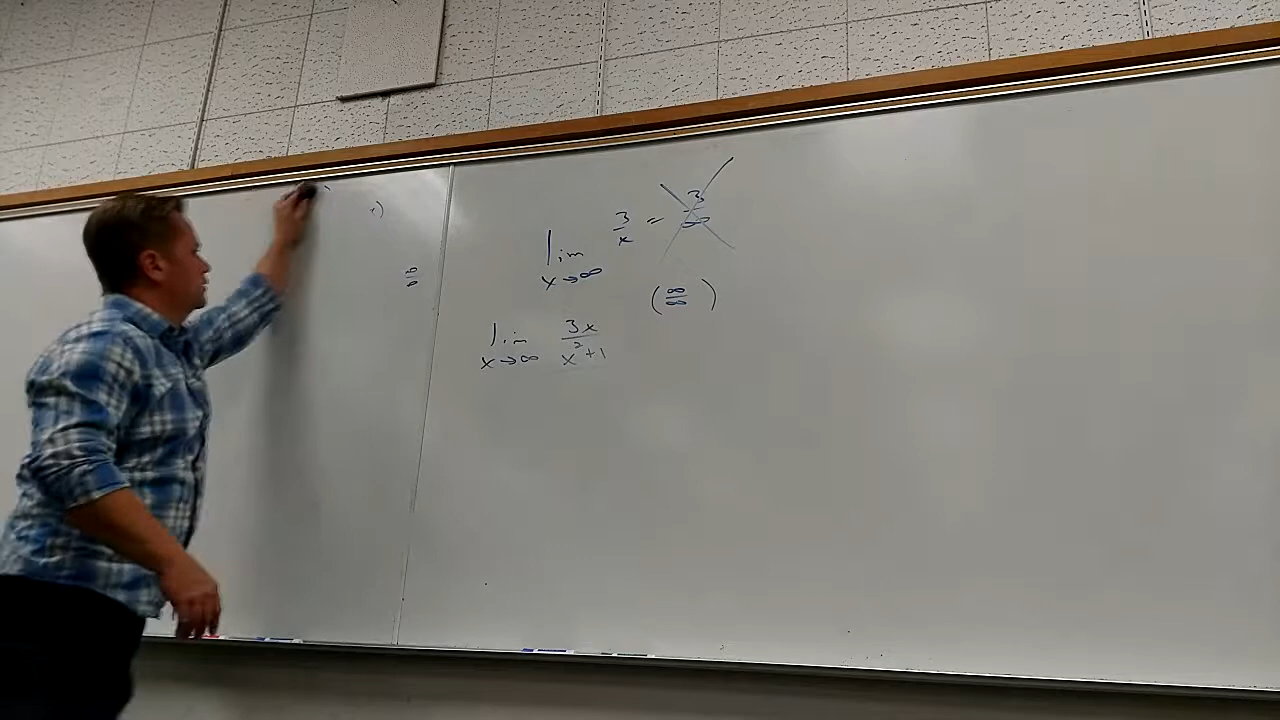 lim x→∞ 3/x = 3/∞
(∞/∞)
lim x→∞ 3x/(x²+1)